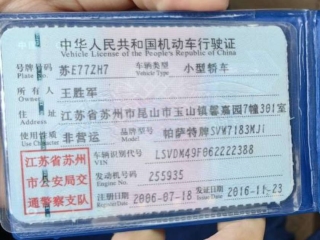 中华人民共和国机动车行驶证
Vehicle License of the People's Republic of China
号牌号码 苏E77ZH7 车辆类型 小型轿车
Plate No. Vehicle Type
所有人 王胜军
Owner
住址 江苏省苏州市昆山市玉山镇馨嘉园7幢301室
Address
使用性质 非营运 品牌型号 帕萨特牌SVW7183MJi
Use Character Model
江苏省苏州市公安局交通警察支队
车辆识别代号 LSVDM49F062222388
VIN
发动机号码 255935
Engine No.
注册日期 2006-07-18 发证日期 2016-11-23
Register Date Issue Date